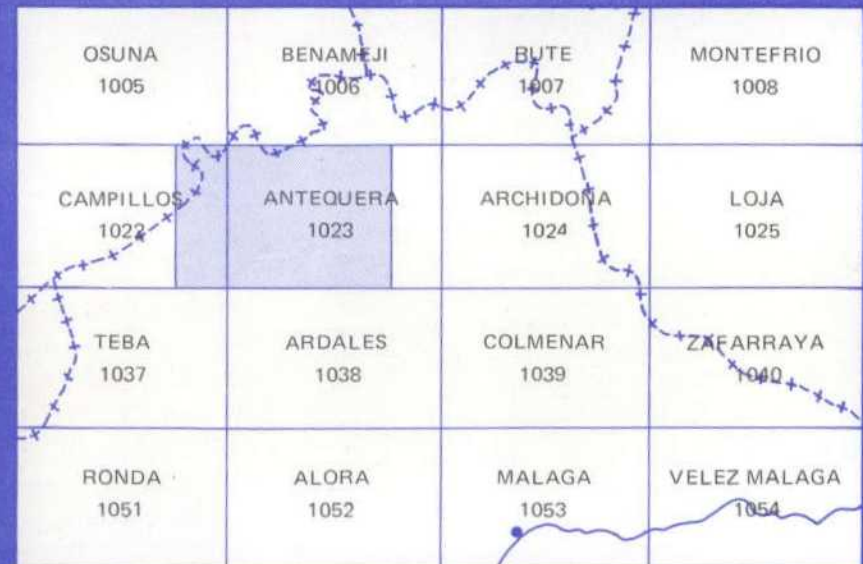 OSUNA BENAMEJI BUTE MONTEFRIO
1005 1006 1007 1008
CAMPILLOS ANTEQUERA ARCHIDONA LOJA
1022 1023 1024 1025
TEBA ARDALES COLMENAR ZAFARRAYA
1037 1038 1039 1040
RONDA ALORA MALAGA VELEZ MALAGA
1051 1052 1053 1054